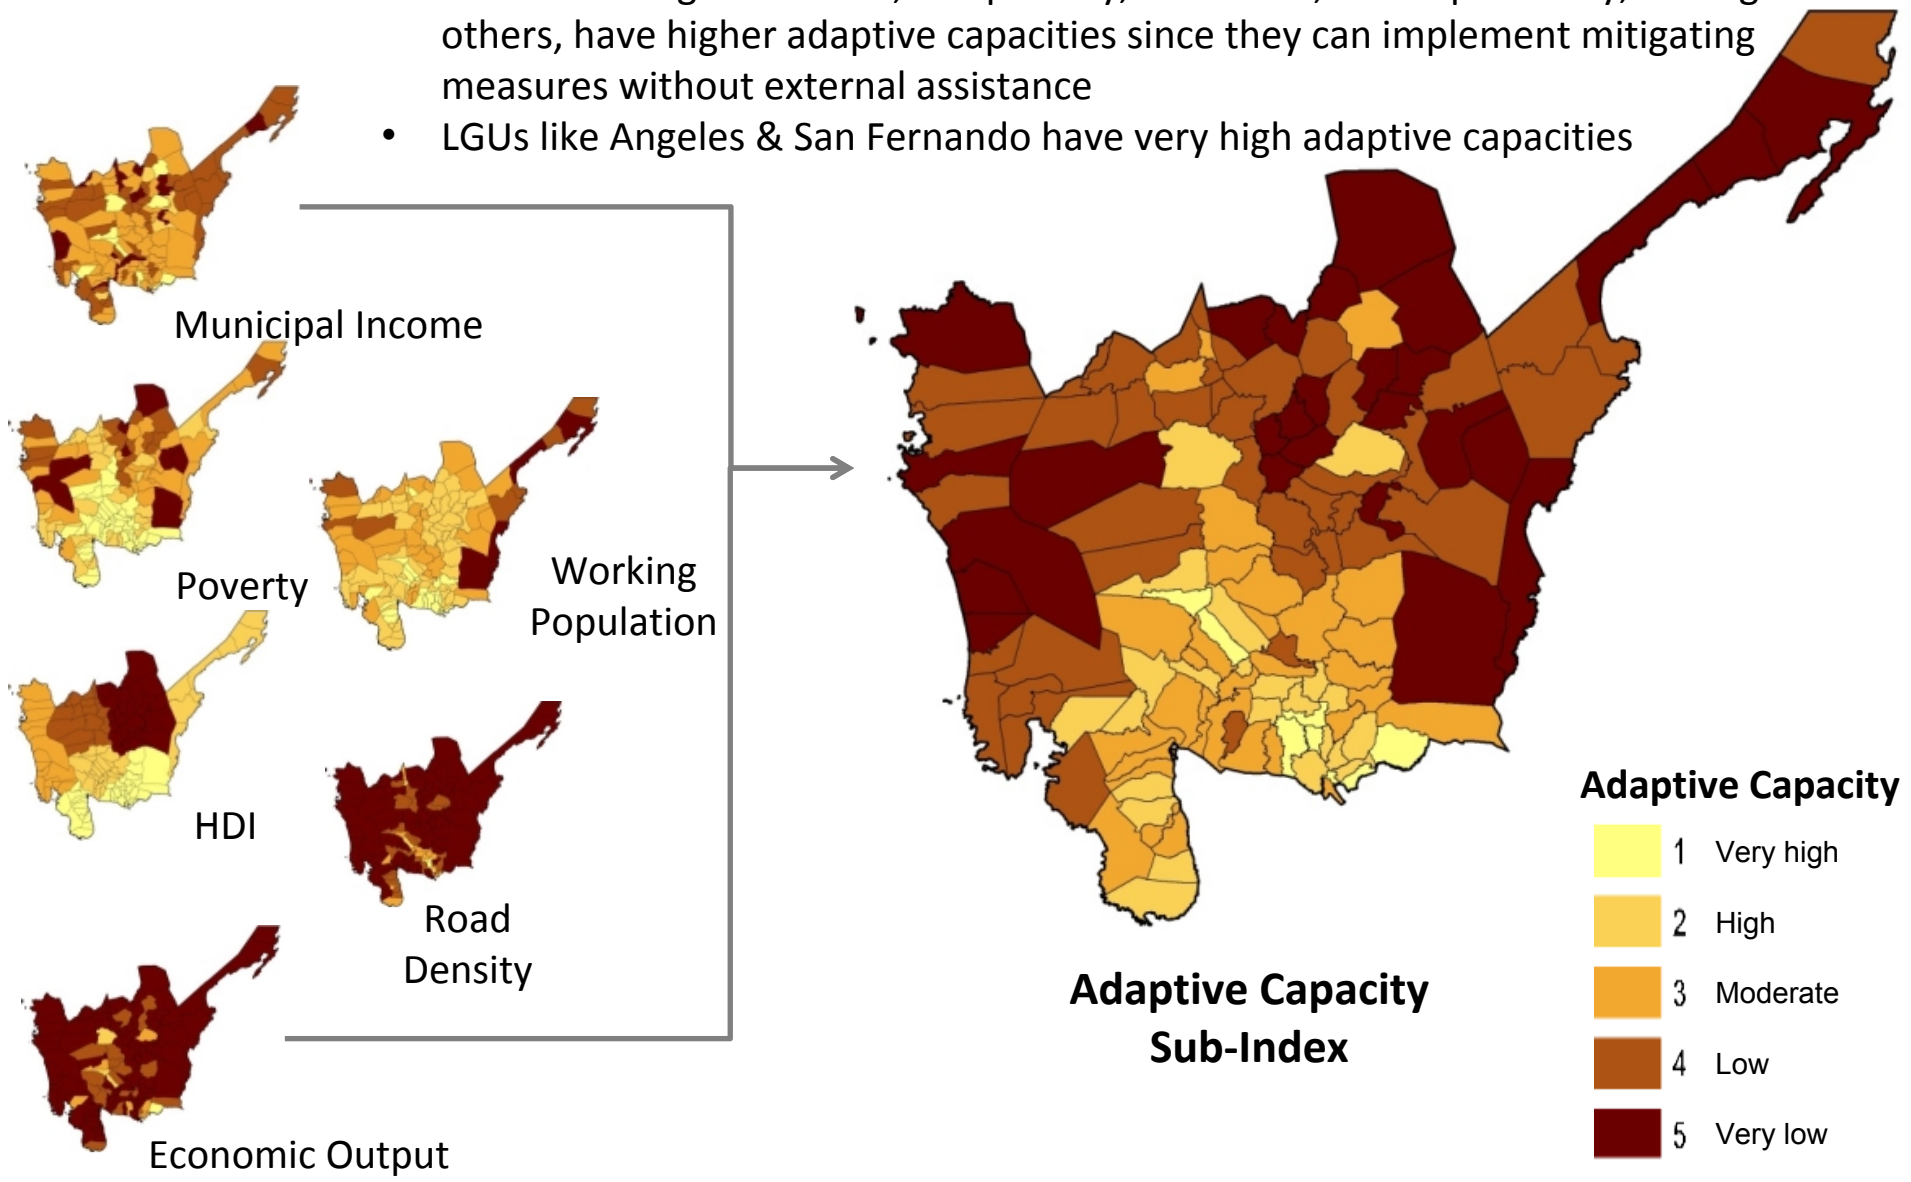 others, have higher adaptive capacities since they can implement mitigating
measures without external assistance
• LGUs like Angeles & San Fernando have very high adaptive capacities
Municipal Income
Poverty
Working
Population
HDI
Road
Density
Economic Output
Adaptive Capacity
Sub-Index
Adaptive Capacity
1 Very high
2 High
3 Moderate
4 Low
5 Very low